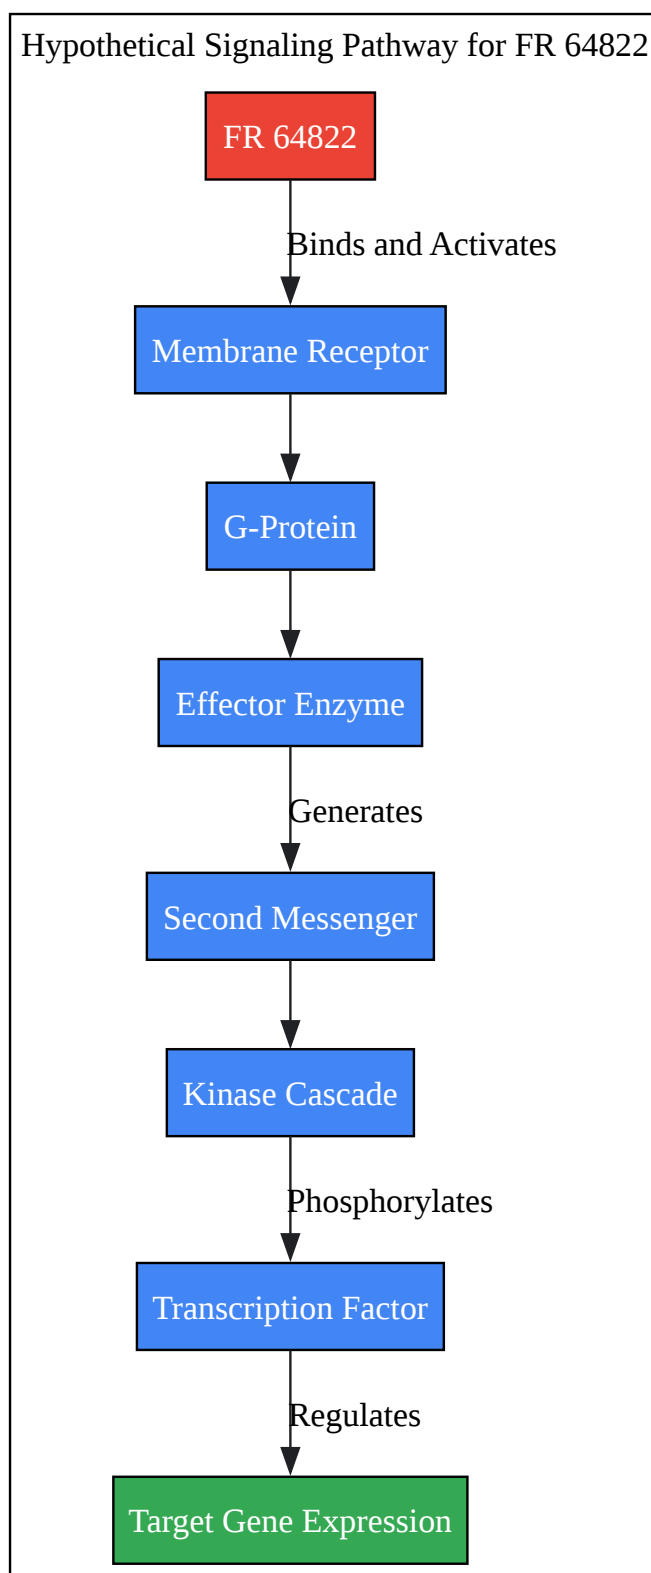 Hypothetical Signaling Pathway for FR 64822
FR 64822
Binds and Activates
Membrane Receptor
G-Protein
Effector Enzyme
Generates
Second Messenger
Kinase Cascade
Phosphorylates
Transcription Factor
Regulates
Target Gene Expression